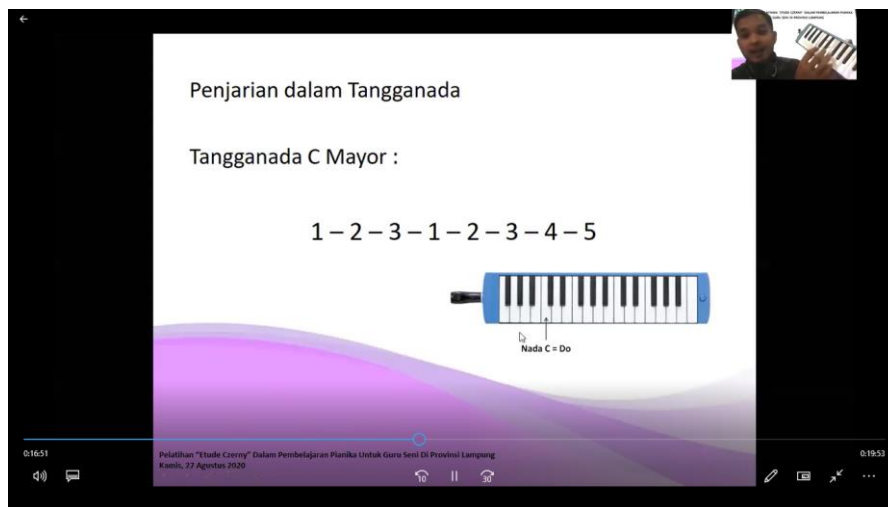 Penjarian dalam Tangganada
Tangganada C Mayor :
1 – 2 – 3 – 1 – 2 – 3 – 4 – 5
Nada C = Do
0:16:51
0:19:53
Pelatihan "Etude Czerny" Dalam Pembelajaran Pianika Untuk Guru Seni Di Provinsi Lampung
Kamis, 27 Agustus 2020
10
30